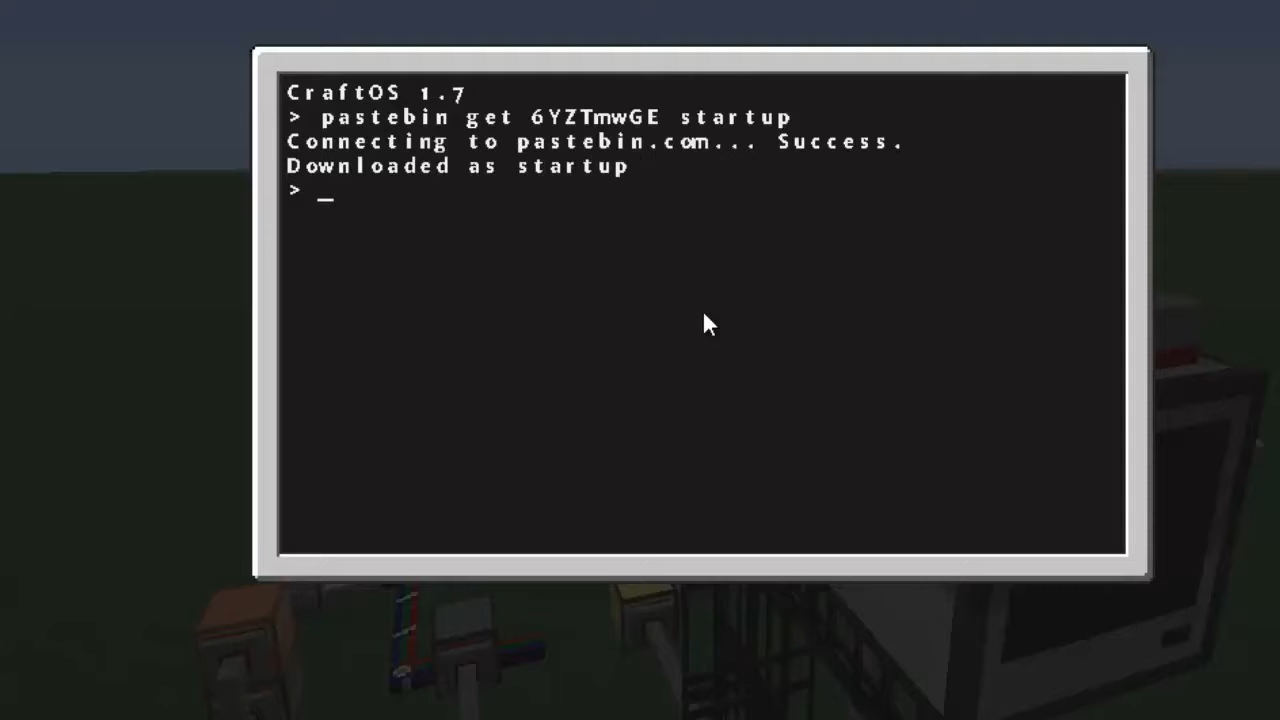 CraftOS 1.7
> pastebin get 6YZTmwGE startup
Connecting to pastebin.com... Success.
Downloaded as startup
> _